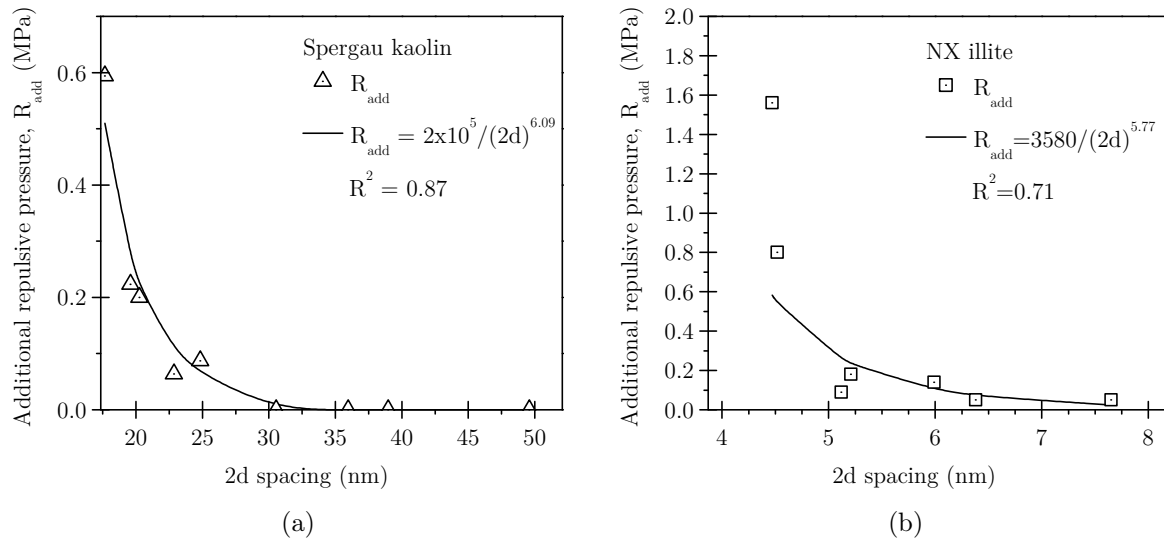 Additional repulsive pressure, R_add (MPa)
0.6
0.4
0.2
0.0
Spergau kaolin
R_add
R_add = 2x10^5/(2d)^6.09
R^2 = 0.87
20 25 30 35 40 45 50
2d spacing (nm)
(a)
Additional repulsive pressure, R_add (MPa)
2.0
1.8
1.6
1.4
1.2
1.0
0.8
0.6
0.4
0.2
0.0
NX illite
R_add
R_add=3580/(2d)^5.77
R^2=0.71
4 5 6 7 8
2d spacing (nm)
(b)